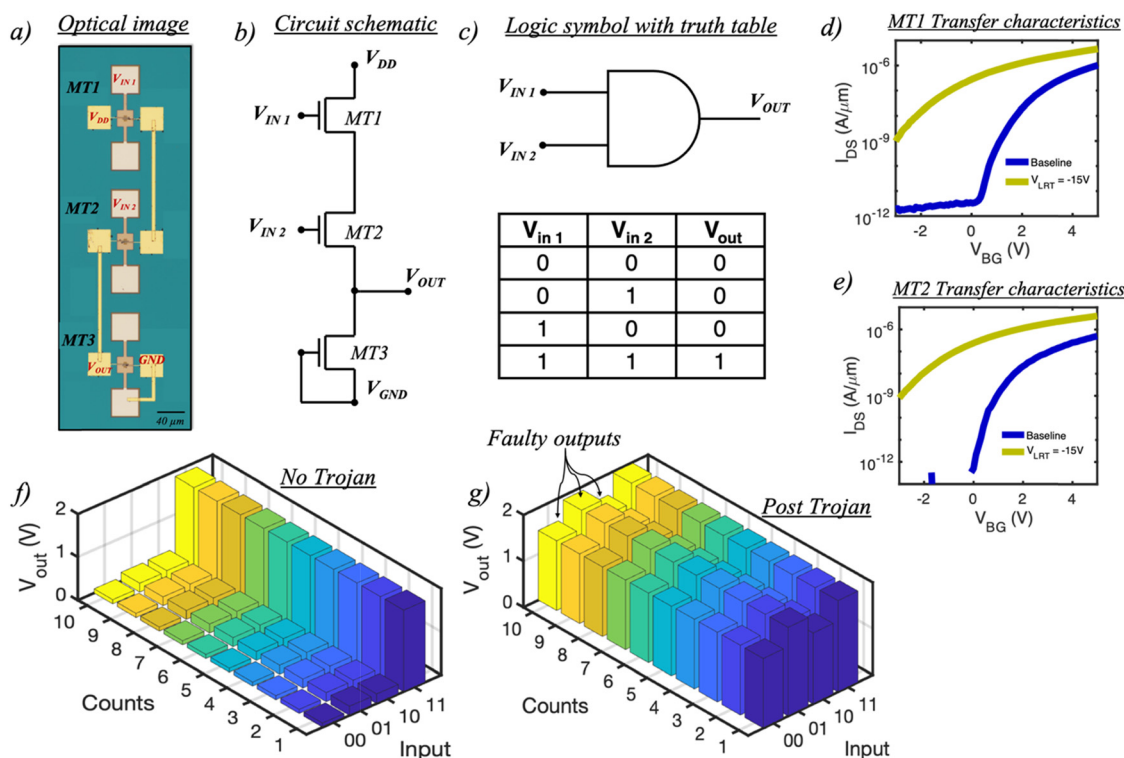 a) Optical image
MT1
V_IN 1
V_DD
MT2
V_IN 2
MT3
V_OUT
GND
40 µm
b) Circuit schematic
V_DD
V_IN 1
MT1
V_IN 2
MT2
V_OUT
MT3
V_GND
c) Logic symbol with truth table
V_IN 1
V_OUT
V_IN 2
V_in 1 V_in 2 V_out
0 0 0
0 1 0
1 0 0
1 1 1
d) MT1 Transfer characteristics
I_DS (A/µm)
10^-6
10^-9
10^-12
Baseline
V_LRT = -15V
-2 0 2 4
V_BG (V)
e) MT2 Transfer characteristics
I_DS (A/µm)
10^-6
10^-9
10^-12
Baseline
V_LRT = -15V
-2 0 2 4
V_BG (V)
f) No Trojan
V_out (V)
2
1
0
10 9 8 7 6 5 4 3 2 1
Counts
00 01 10 11
Input
g) Post Trojan
Faulty outputs
V_out (V)
2
1
0
10 9 8 7 6 5 4 3 2 1
Counts
00 01 10 11
Input